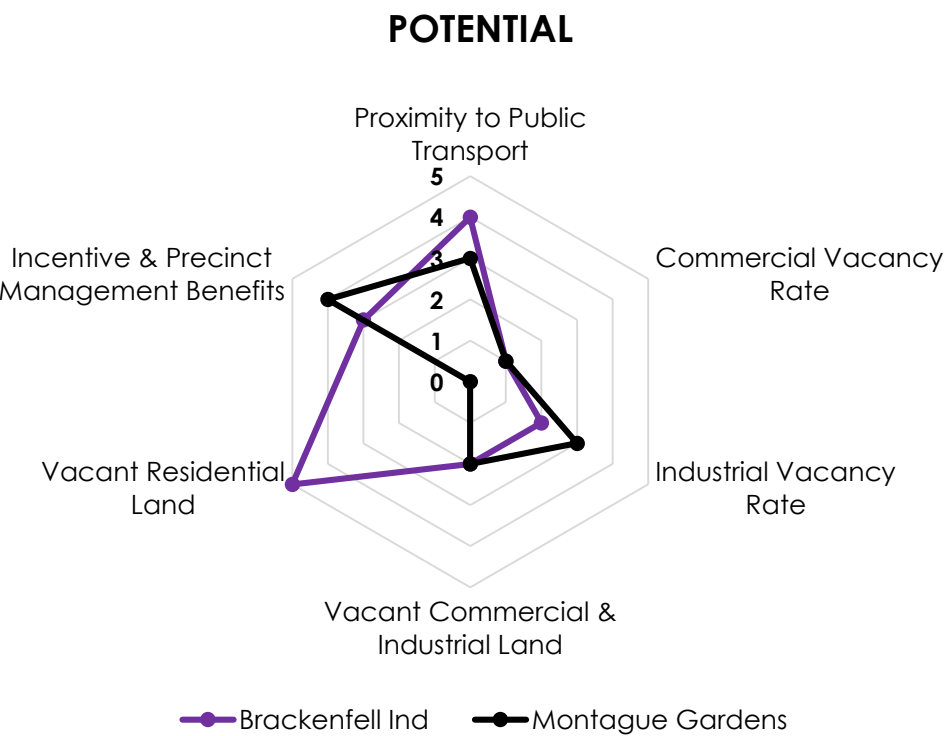 POTENTIAL
Proximity to Public
Transport
5
4
3
2
1
0
Incentive & Precinct
Management Benefits
Commercial Vacancy
Rate
Vacant Residential
Land
Industrial Vacancy
Rate
Vacant Commercial &
Industrial Land
Brackenfell Ind
Montague Gardens